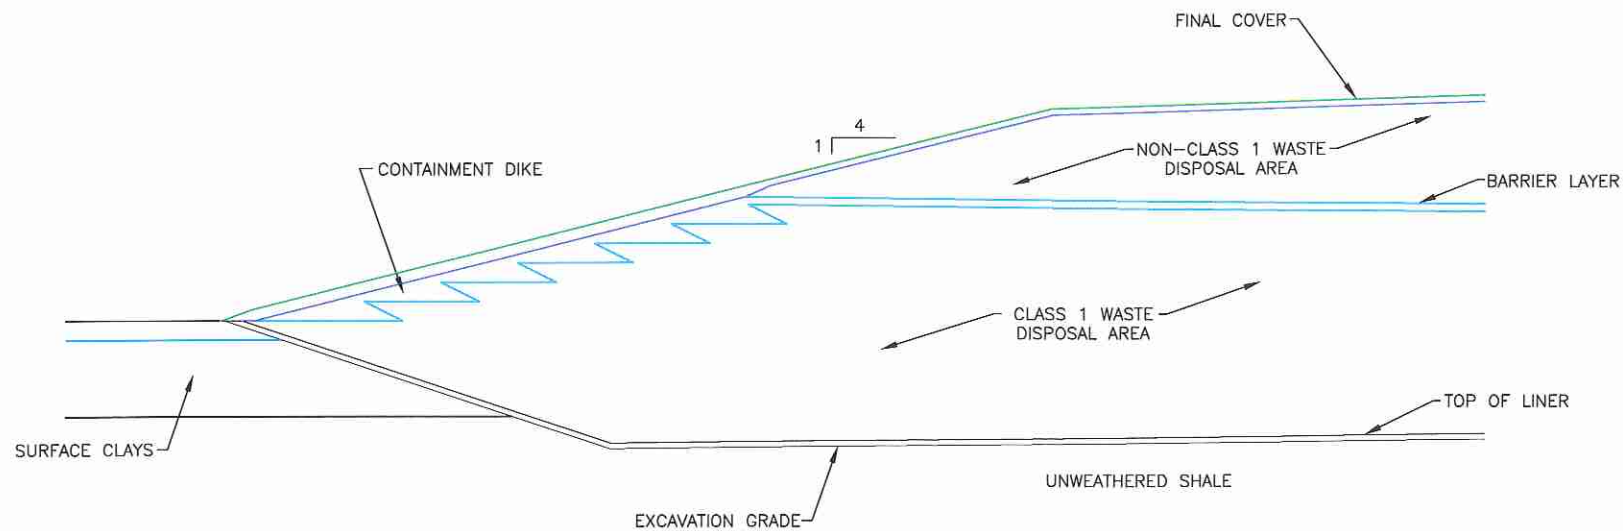 FINAL COVER
4
1
NON-CLASS 1 WASTE
DISPOSAL AREA
CONTAINMENT DIKE
BARRIER LAYER
CLASS 1 WASTE
DISPOSAL AREA
TOP OF LINER
SURFACE CLAYS
UNWEATHERED SHALE
EXCAVATION GRADE